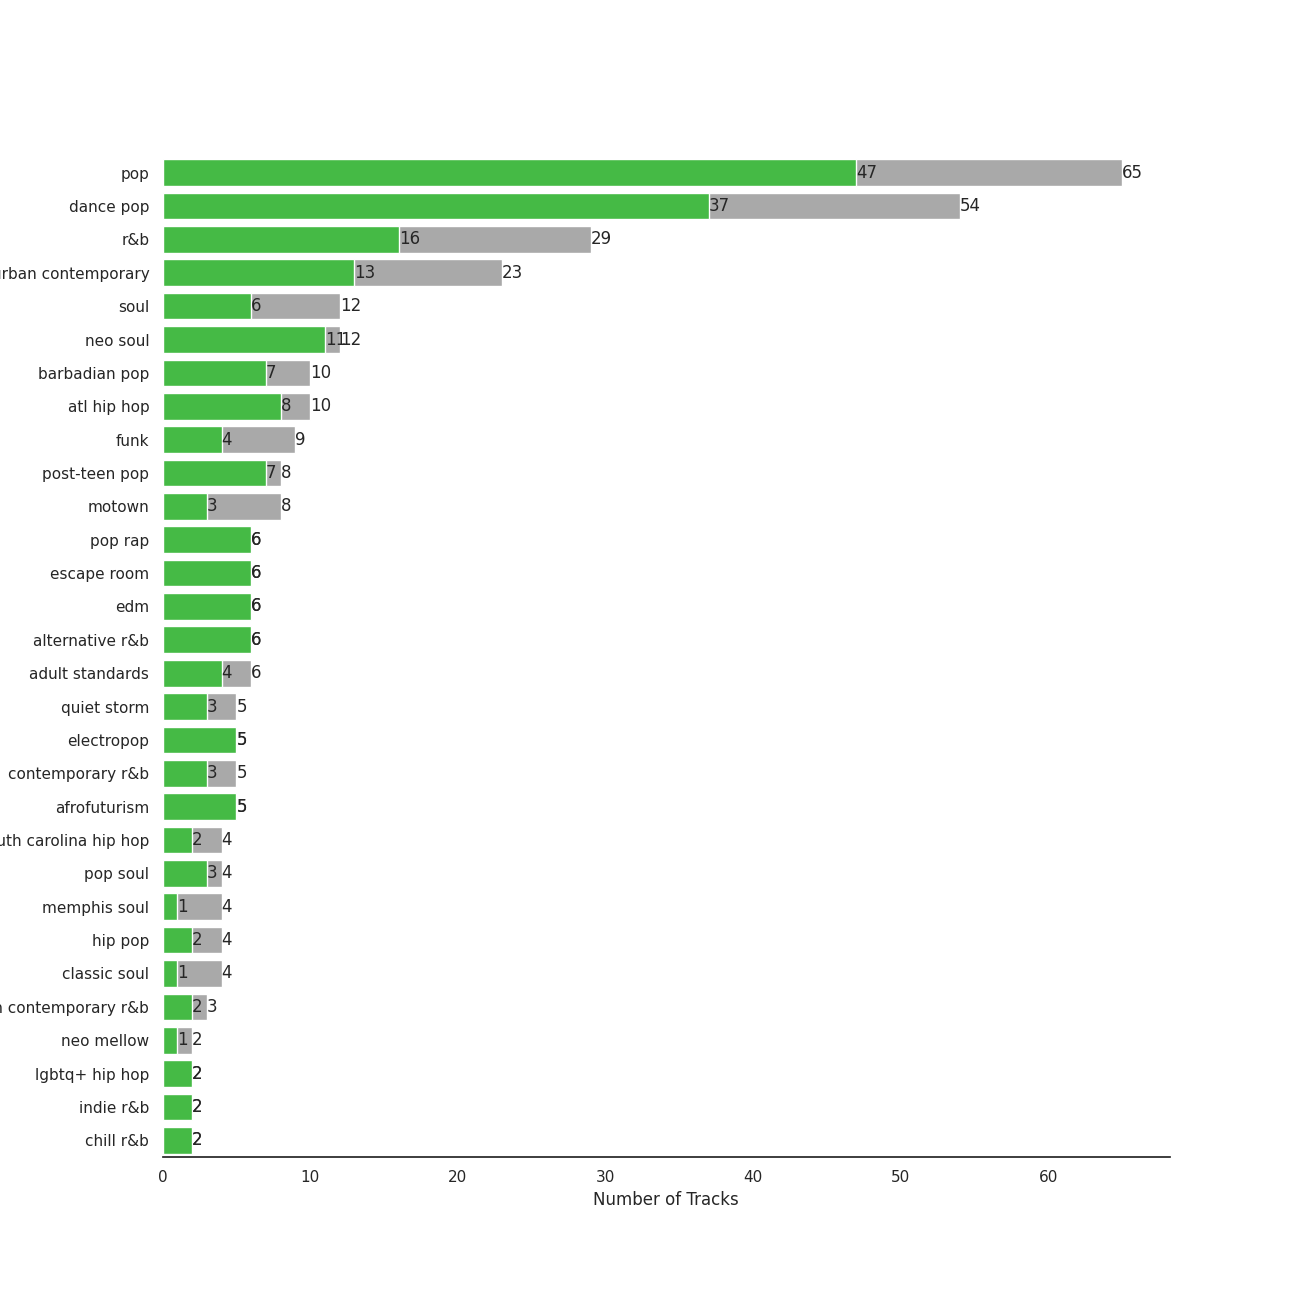 pop 47 65
dance pop 37 54
r&b 16 29
urban contemporary 13 23
soul 6 12
neo soul 11 12
barbadian pop 7 10
atl hip hop 8 10
funk 4 9
post-teen pop 7 8
motown 3 8
pop rap 6
escape room 6
edm 6
alternative r&b 6
adult standards 4 6
quiet storm 3 5
electropop 5
contemporary r&b 3 5
afrofuturism 5
carolina hip hop 2 4
pop soul 3 4
memphis soul 1 4
hip pop 2 4
classic soul 1 4
contemporary r&b 2 3
neo mellow 1 2
lgbtq+ hip hop 2
indie r&b 2
chill r&b 2
0 10 20 30 40 50 60
Number of Tracks